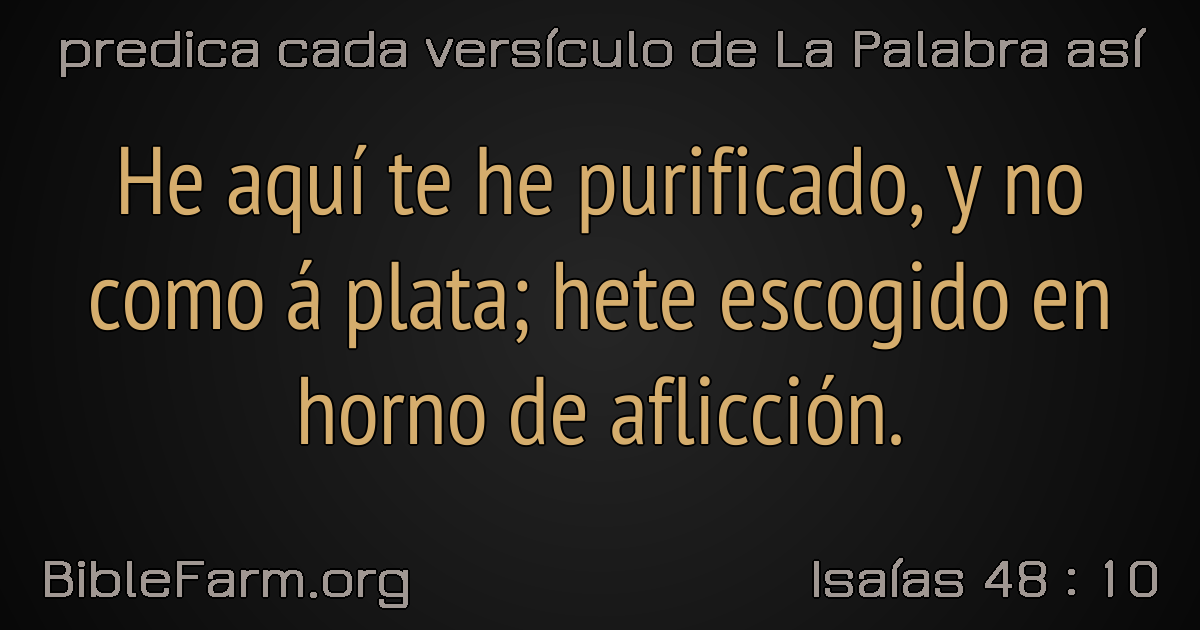 predica cada versículo de La Palabra así
He aquí te he purificado, y no
como á plata; hete escogido en
horno de aflicción.
BibleFarm.org
Isaías 48 : 10